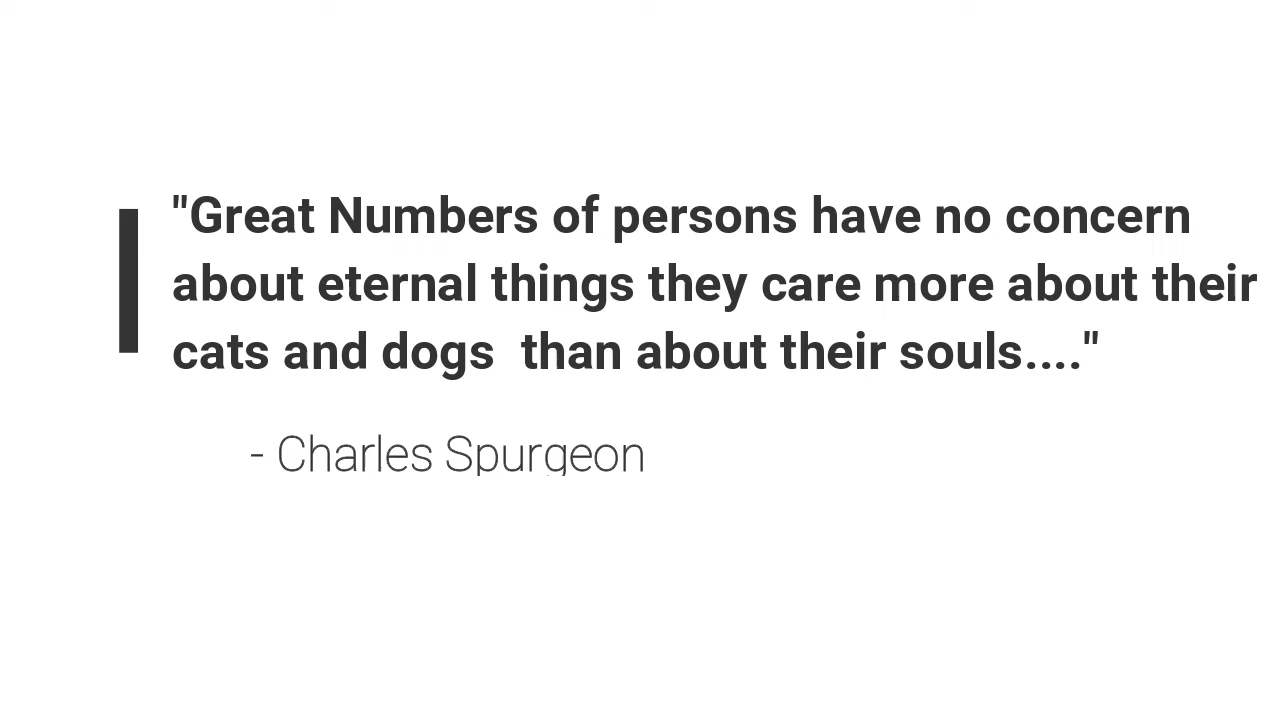 "Great Numbers of persons have no concern
about eternal things they care more about their
cats and dogs  than about their souls...."
- Charles Spurgeon